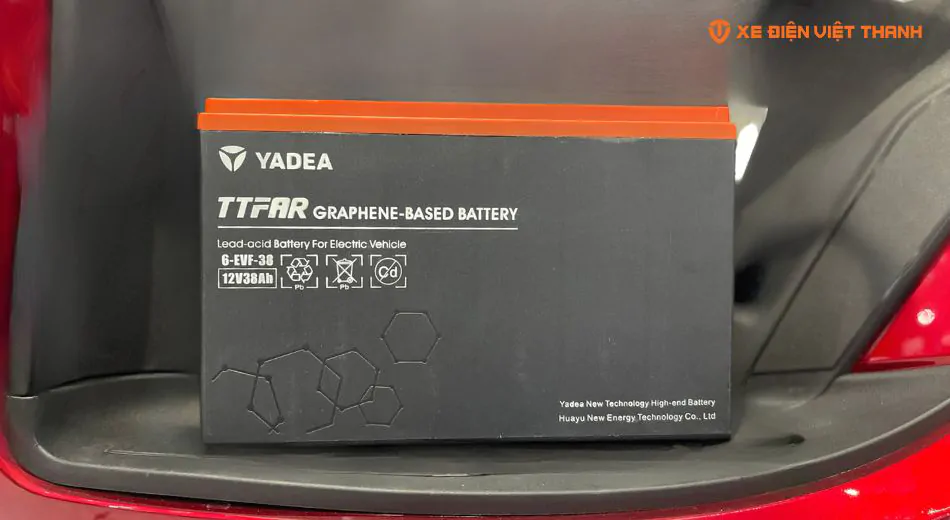 XE ĐIỆN VIỆT THANH
YADEA
TTFAR GRAPHENE-BASED BATTERY
Lead-acid Battery For Electric Vehicle
6-EVF-38
12V38Ah
Pb
Pb
Cd
Yadea New Technology High-end Battery
Huayu New Energy Technology Co., Ltd